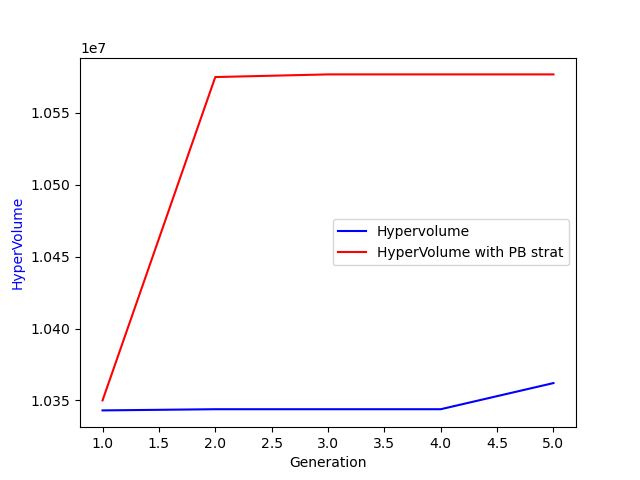 1e7
1.055
1.050
1.045
1.040
1.035
HyperVolume
Hypervolume
HyperVolume with PB strat
1.0 1.5 2.0 2.5 3.0 3.5 4.0 4.5 5.0
Generation